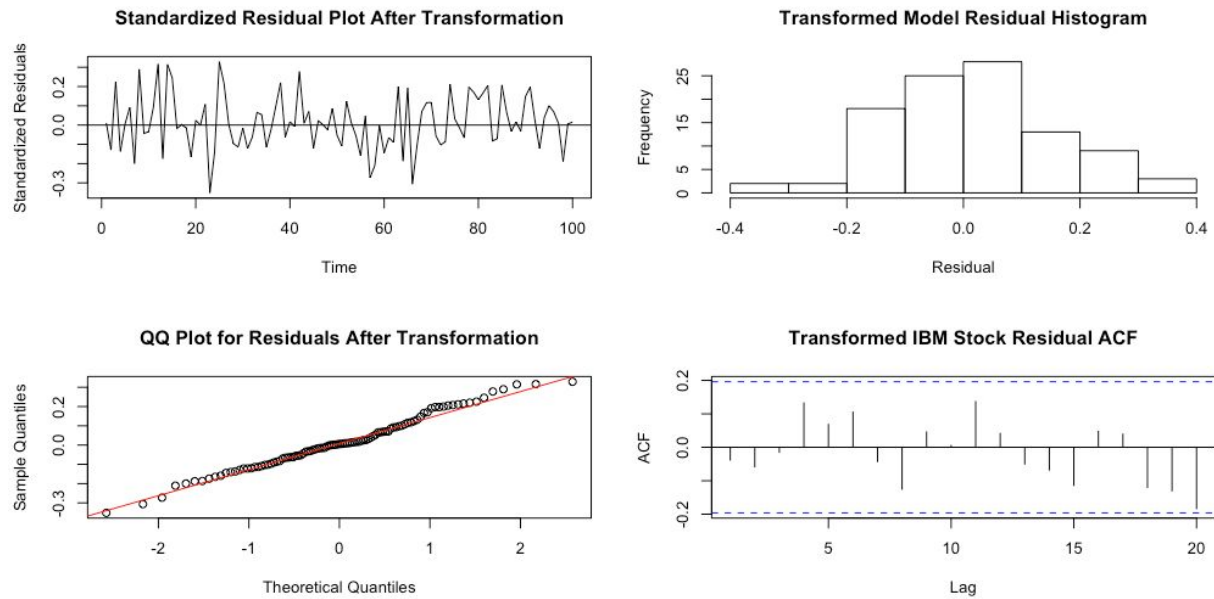 Standardized Residual Plot After Transformation
Standardized Residuals
-0.3 0.0 0.2
0 20 40 60 80 100
Time
Transformed Model Residual Histogram
Frequency
0 5 15 25
-0.4 -0.2 0.0 0.2 0.4
Residual
QQ Plot for Residuals After Transformation
Sample Quantiles
-0.3 0.0 0.2
-2 -1 0 1 2
Theoretical Quantiles
Transformed IBM Stock Residual ACF
ACF
-0.2 0.0 0.2
5 10 15 20
Lag